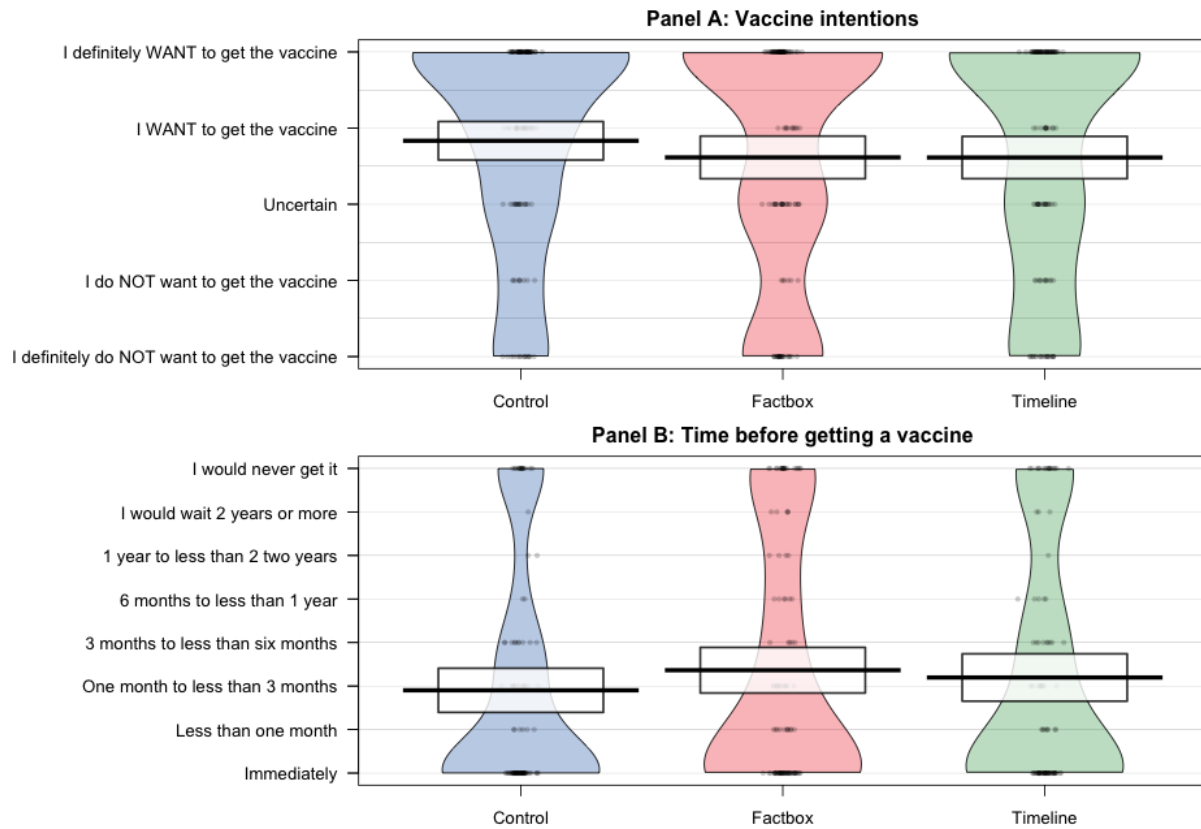 Panel A: Vaccine intentions
I definitely WANT to get the vaccine
I WANT to get the vaccine
Uncertain
I do NOT want to get the vaccine
I definitely do NOT want to get the vaccine
Control Factbox Timeline
Panel B: Time before getting a vaccine
I would never get it
I would wait 2 years or more
1 year to less than 2 two years
6 months to less than 1 year
3 months to less than six months
One month to less than 3 months
Less than one month
Immediately
Control Factbox Timeline